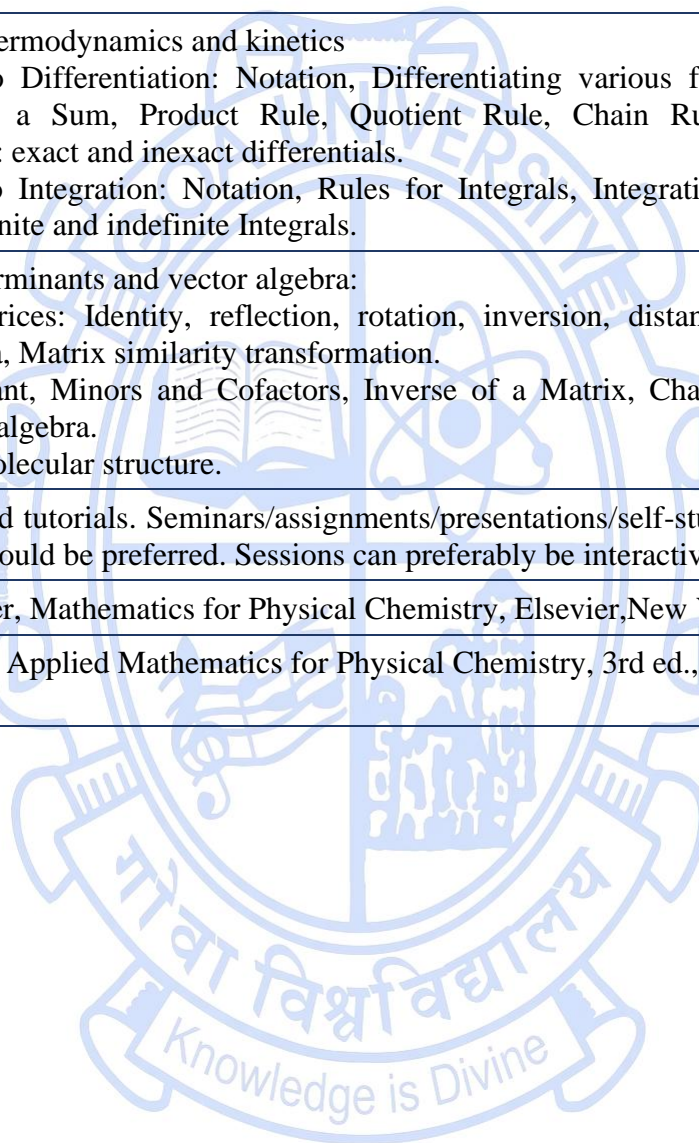 ermodynamics and kinetics
o Differentiation: Notation, Differentiating various f
a Sum, Product Rule, Quotient Rule, Chain Ru
: exact and inexact differentials.
o Integration: Notation, Rules for Integrals, Integrati
nite and indefinite Integrals.
rminants and vector algebra:
rices: Identity, reflection, rotation, inversion, distan
, Matrix similarity transformation.
ant, Minors and Cofactors, Inverse of a Matrix, Cha
algebra.
olecular structure.
d tutorials. Seminars/assignments/presentations/self-stu
ould be preferred. Sessions can preferably be interactiv
er, Mathematics for Physical Chemistry, Elsevier,New
Applied Mathematics for Physical Chemistry, 3rd ed.,
GOA UNIVERSITY
गोंवा विश्वविद्यालय
Knowledge is Divine